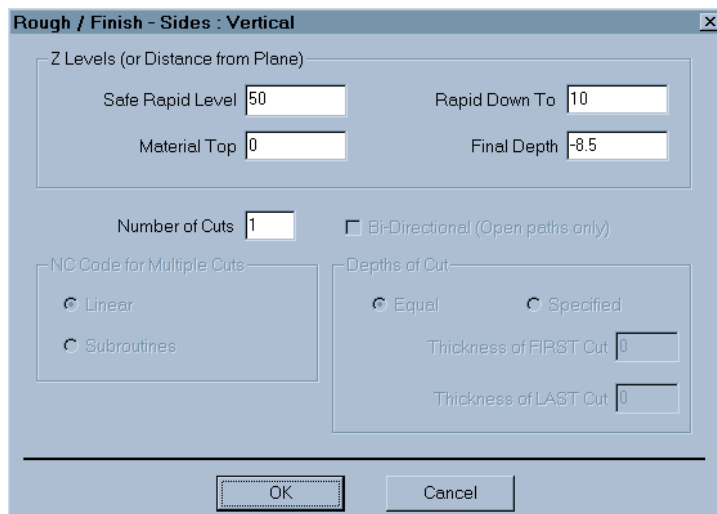 Rough / Finish - Sides : Vertical
Z Levels (or Distance from Plane)
Safe Rapid Level 50 Rapid Down To 10
Material Top 0 Final Depth -8.5
Number of Cuts 1 Bi-Directional (Open paths only)
NC Code for Multiple Cuts Depths of Cut
Linear Equal Specified
Subroutines Thickness of FIRST Cut 0
Thickness of LAST Cut 0
OK Cancel